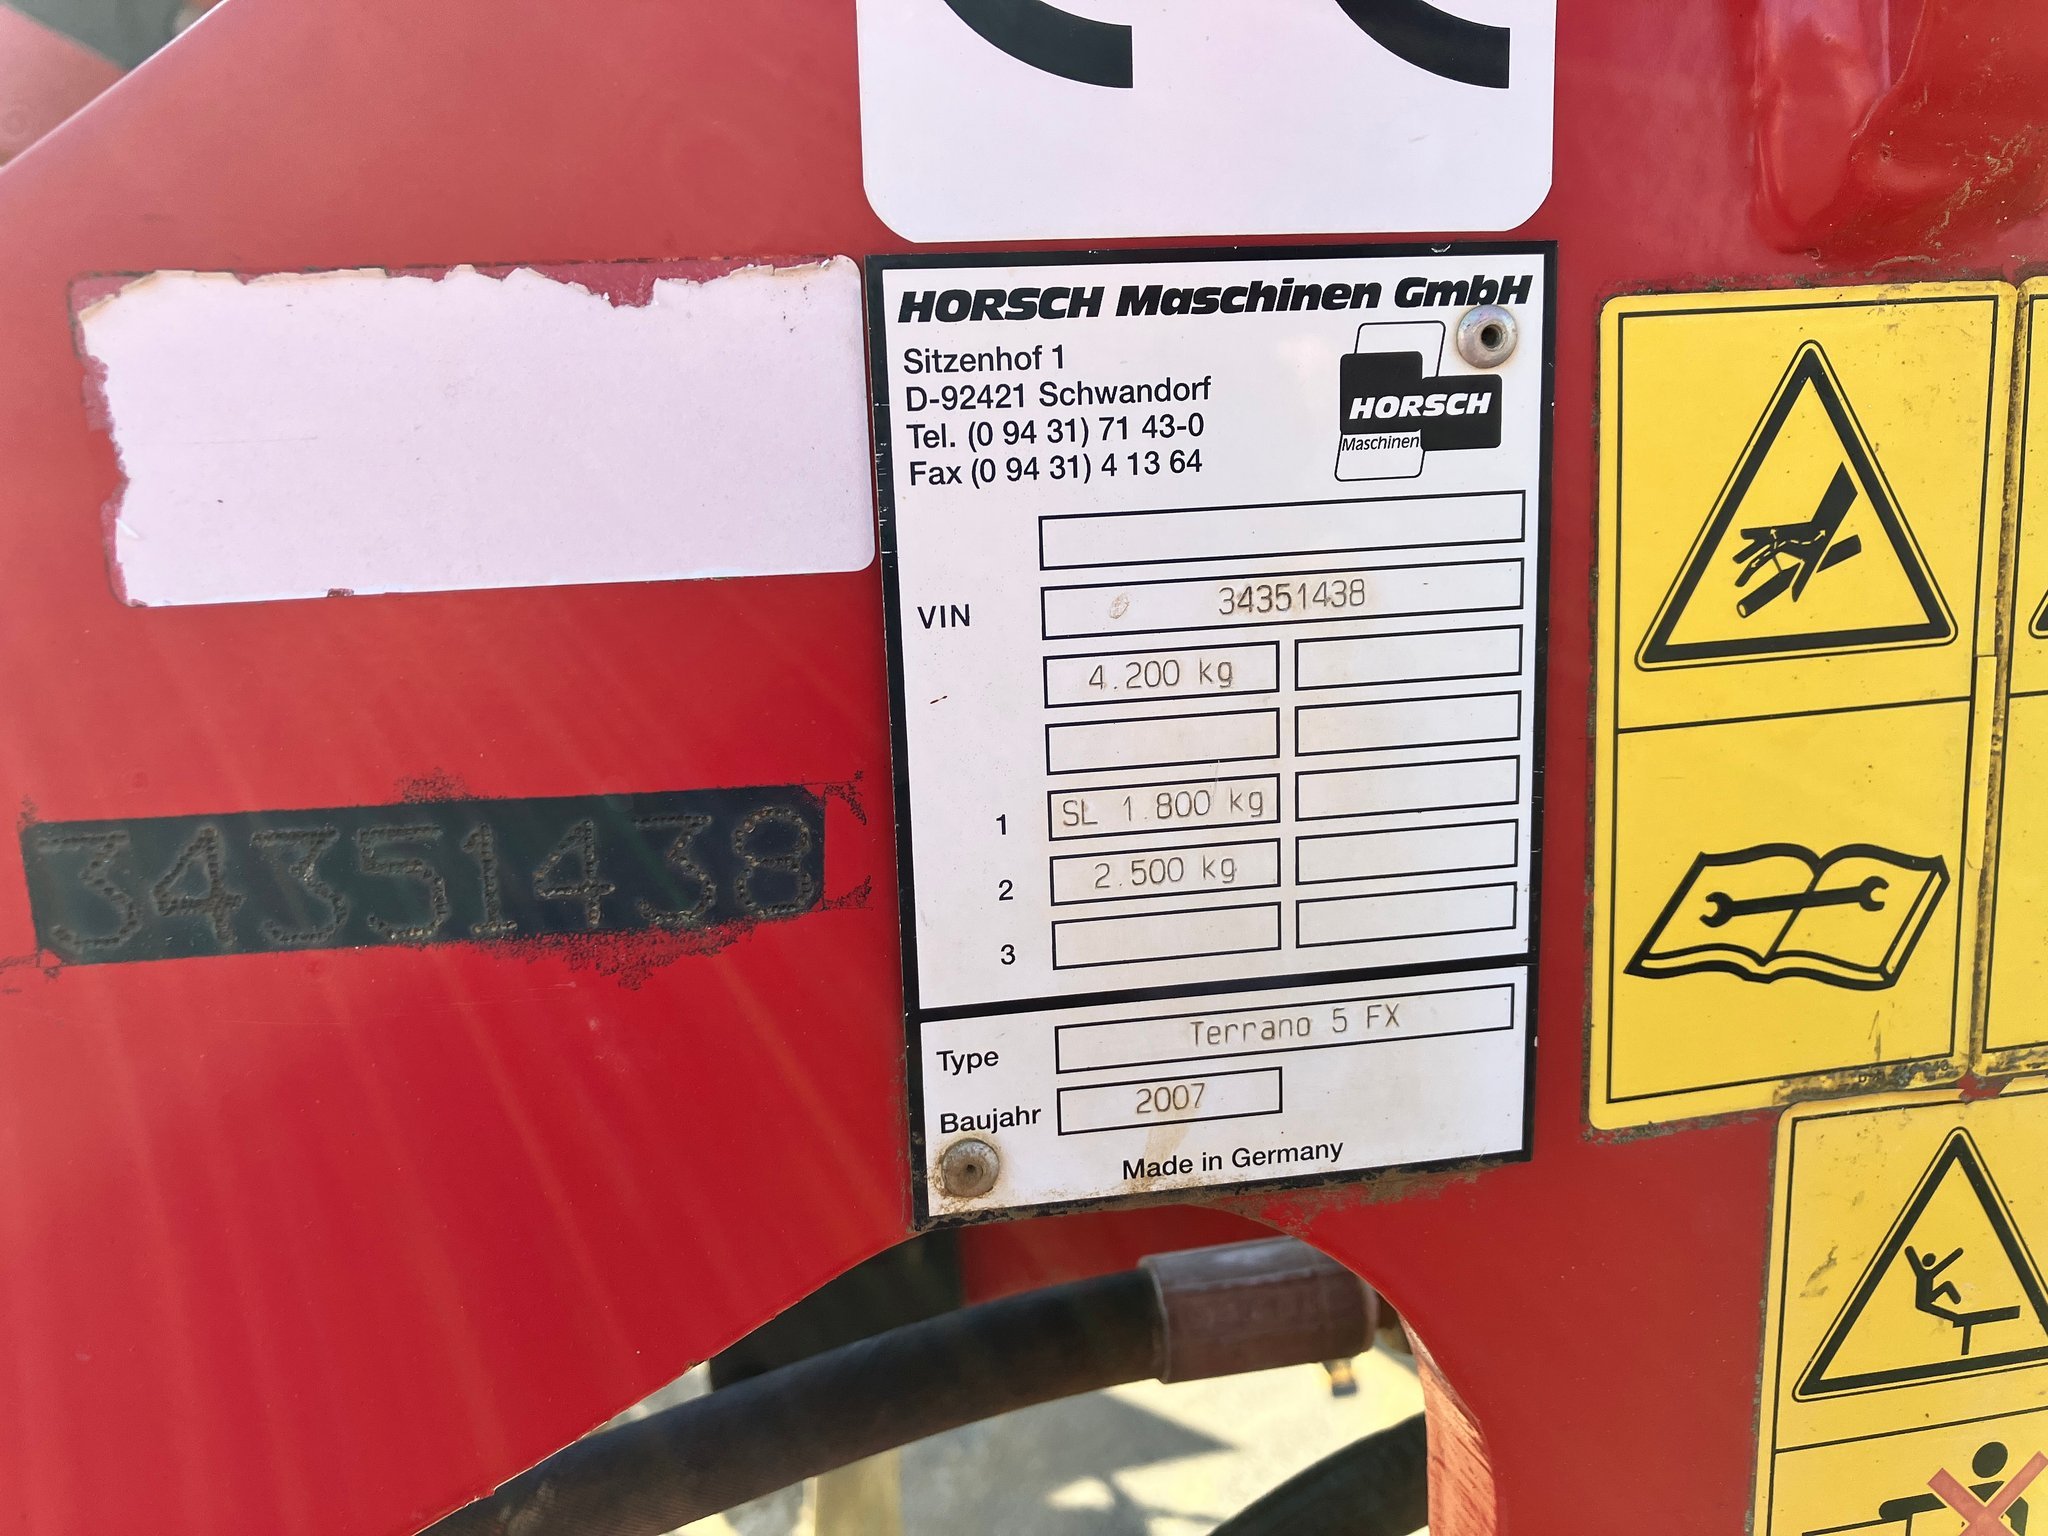 CE
HORSCH Maschinen GmbH
Sitzenhof 1
D-92421 Schwandorf
Tel. (0 94 31) 71 43-0
Fax (0 94 31) 4 13 64
HORSCH
Maschinen
VIN 34351438
4.200 kg
1 SL 1.800 kg
2 2.500 kg
3
Type Terrano 5 FX
Baujahr 2007
Made in Germany
34351438